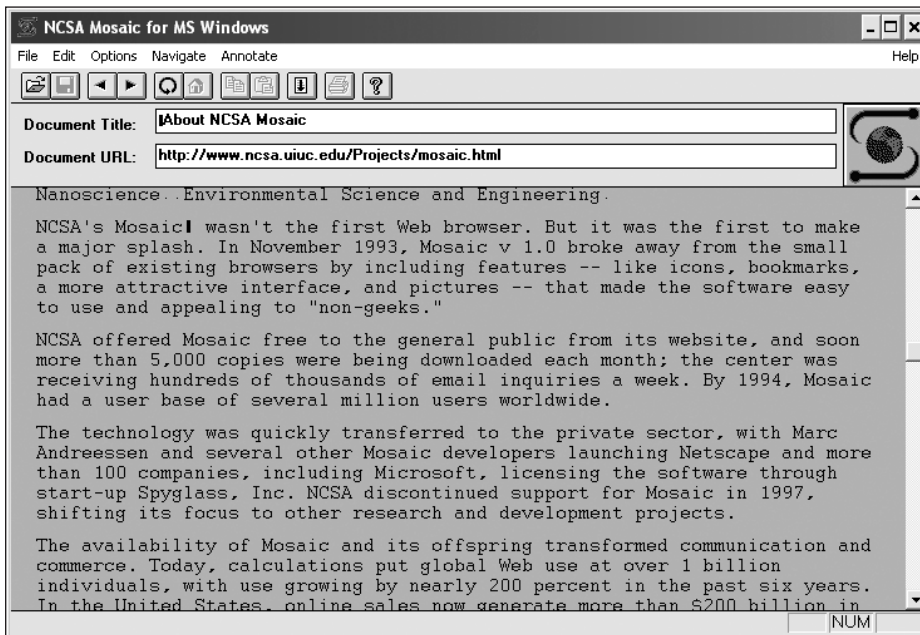 NCSA Mosaic for MS Windows
File Edit Options Navigate Annotate Help
Document Title: About NCSA Mosaic
Document URL: http://www.ncsa.uiuc.edu/Projects/mosaic.html
Nanoscience..Environmental Science and Engineering.
NCSA's Mosaic wasn't the first Web browser. But it was the first to make
a major splash. In November 1993, Mosaic v 1.0 broke away from the small
pack of existing browsers by including features -- like icons, bookmarks,
a more attractive interface, and pictures -- that made the software easy
to use and appealing to "non-geeks."
NCSA offered Mosaic free to the general public from its website, and soon
more than 5,000 copies were being downloaded each month; the center was
receiving hundreds of thousands of email inquiries a week. By 1994, Mosaic
had a user base of several million users worldwide.
The technology was quickly transferred to the private sector, with Marc
Andreessen and several other Mosaic developers launching Netscape and more
than 100 companies, including Microsoft, licensing the software through
start-up Spyglass, Inc. NCSA discontinued support for Mosaic in 1997,
shifting its focus to other research and development projects.
The availability of Mosaic and its offspring transformed communication and
commerce. Today, calculations put global Web use at over 1 billion
individuals, with use growing by nearly 200 percent in the past six years.
In the United States, online sales now generate more than $200 billion in
NUM